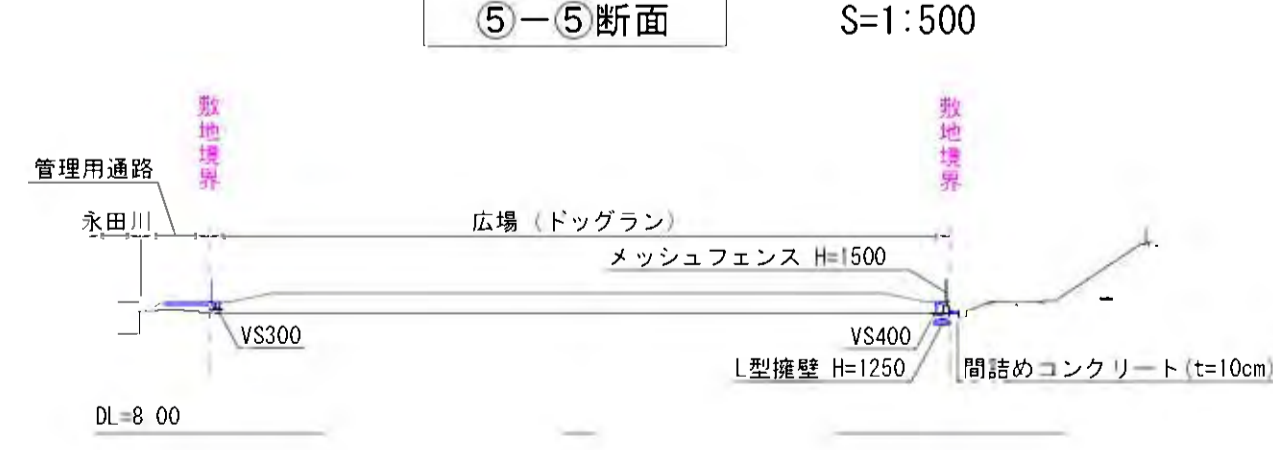 ⑤ー⑤断面
S=1:500
敷地境界
敷地境界
管理用通路
永田川
広場（ドッグラン）
メッシュフェンス H=1500
VS300
VS400
L型擁壁 H=1250
間詰めコンクリート(t=10cm)
DL=8 00